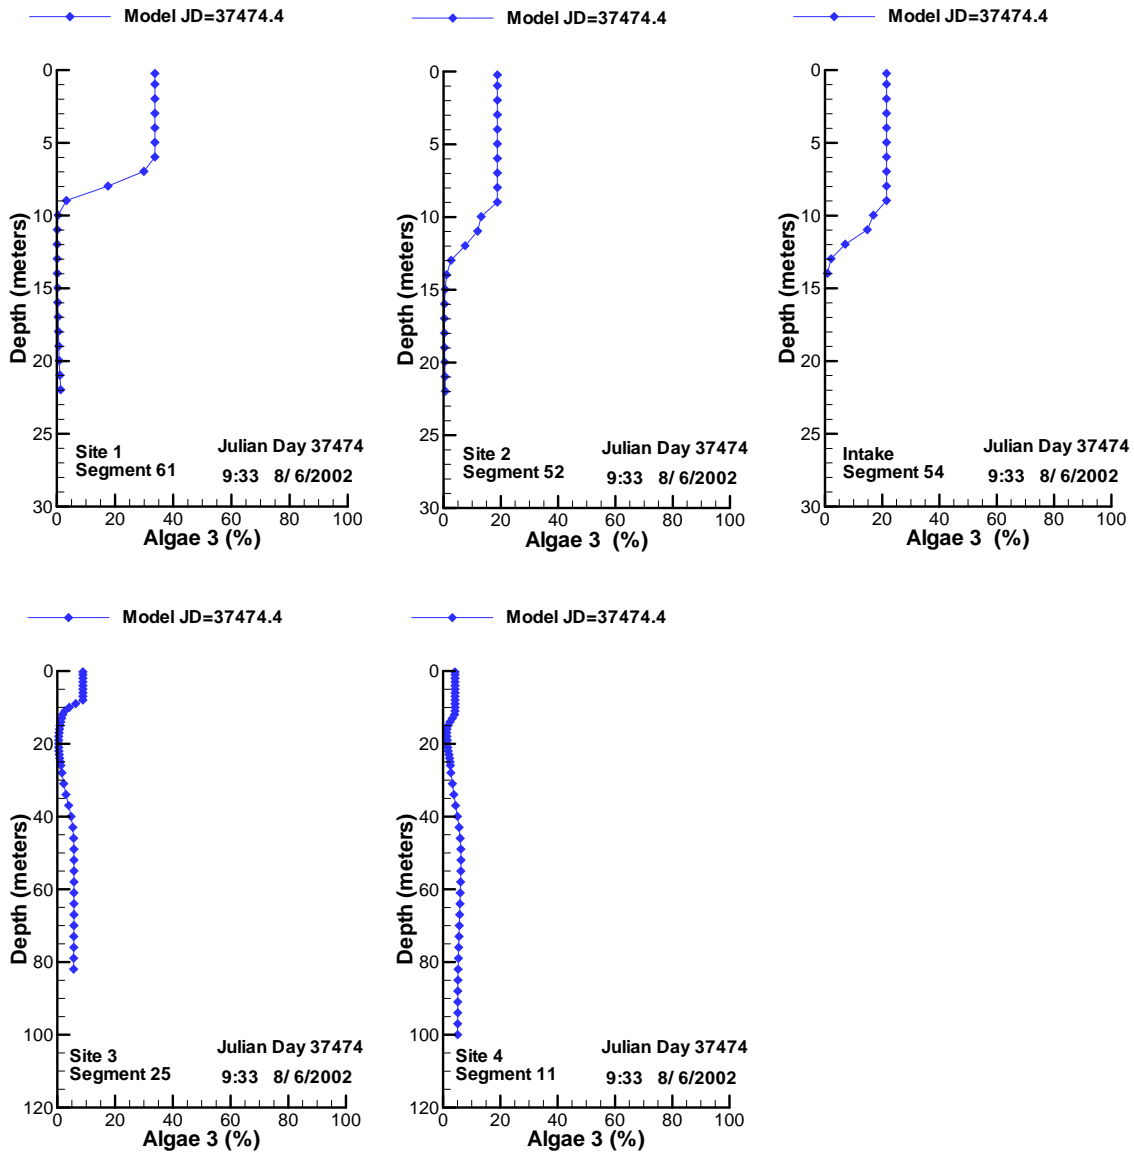 Model JD=37474.4
0
5
10
15
20
25
30
Depth (meters)
Site 1
Segment 61
Julian Day 37474
9:33 8/ 6/2002
0 20 40 60 80 100
Algae 3 (%)
Model JD=37474.4
0
5
10
15
20
25
30
Depth (meters)
Site 2
Segment 52
Julian Day 37474
9:33 8/ 6/2002
0 20 40 60 80 100
Algae 3 (%)
Model JD=37474.4
0
5
10
15
20
25
30
Depth (meters)
Intake
Segment 54
Julian Day 37474
9:33 8/ 6/2002
0 20 40 60 80 100
Algae 3 (%)
Model JD=37474.4
0
20
40
60
80
100
120
Depth (meters)
Site 3
Segment 25
Julian Day 37474
9:33 8/ 6/2002
0 20 40 60 80 100
Algae 3 (%)
Model JD=37474.4
0
20
40
60
80
100
120
Depth (meters)
Site 4
Segment 11
Julian Day 37474
9:33 8/ 6/2002
0 20 40 60 80 100
Algae 3 (%)